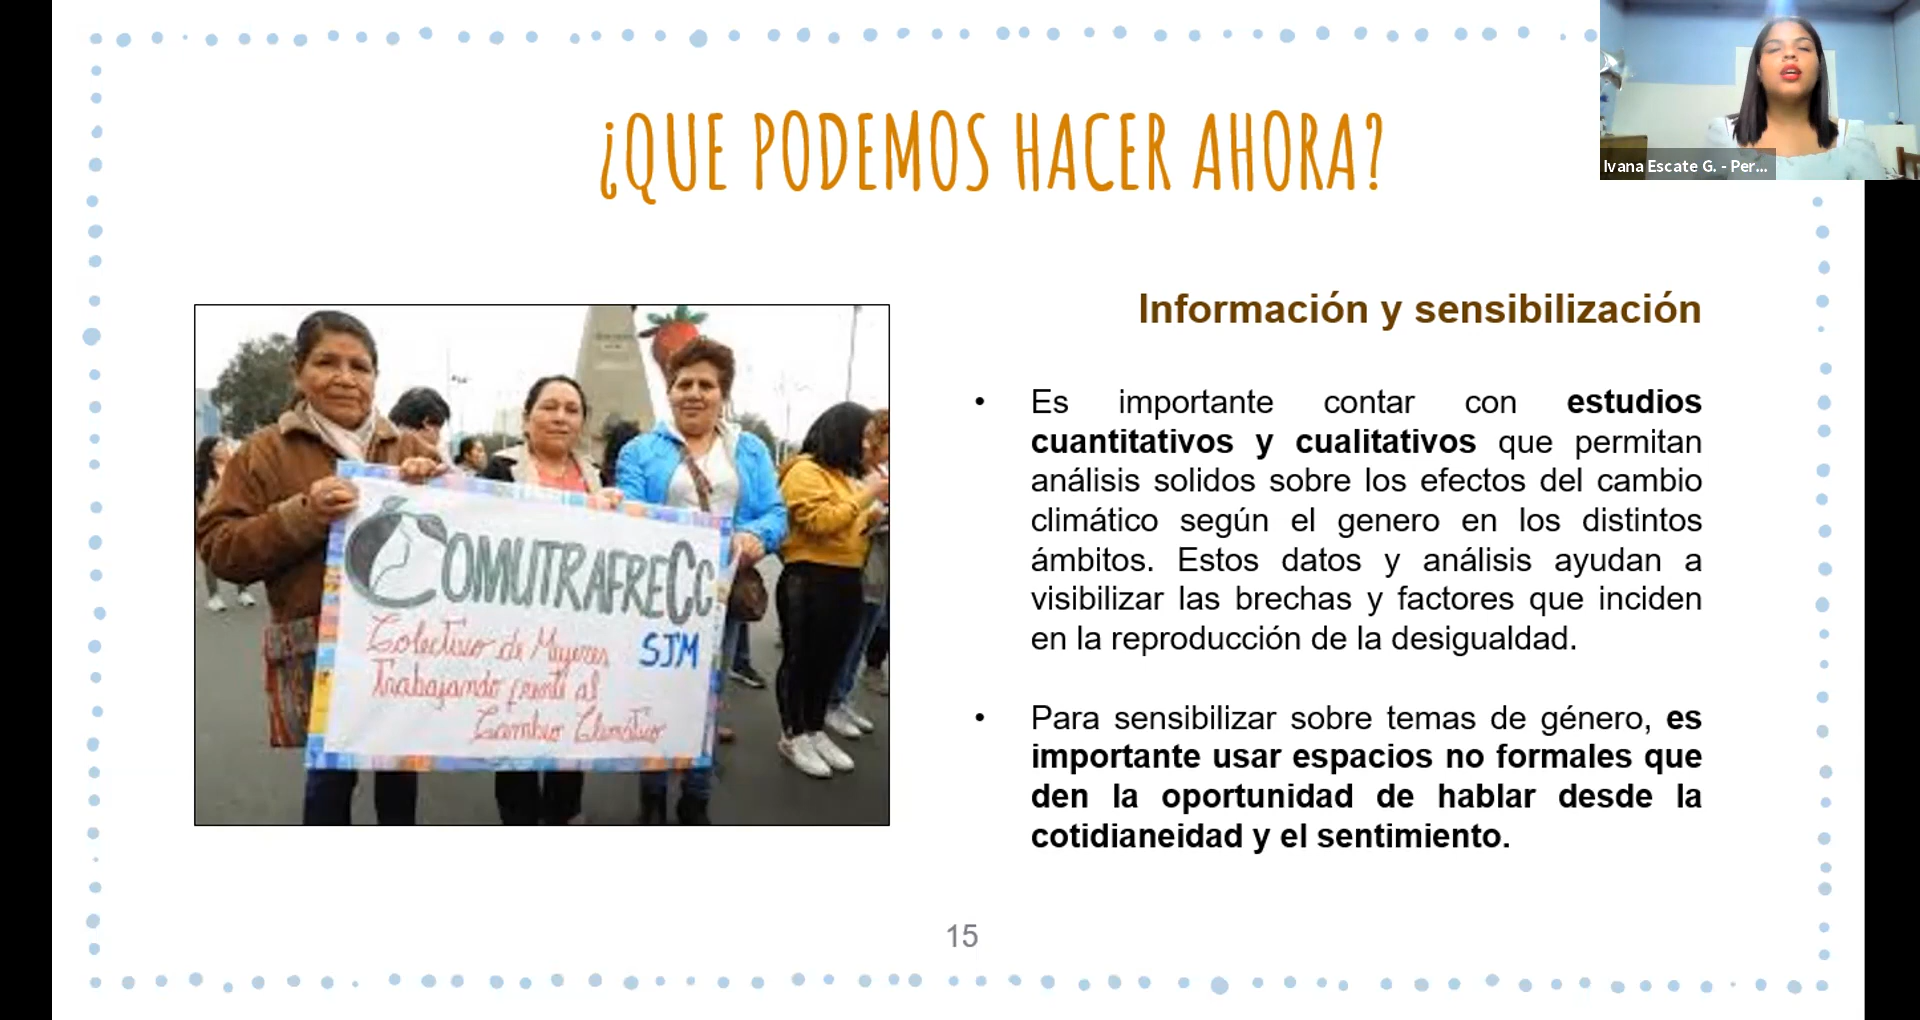 ¿QUE PODEMOS HACER AHORA?
Ivana Escate G. - Per...
Información y sensibilización
• Es importante contar con estudios
cuantitativos y cualitativos que permitan
análisis solidos sobre los efectos del cambio
climático según el genero en los distintos
ámbitos. Estos datos y análisis ayudan a
visibilizar las brechas y factores que inciden
en la reproducción de la desigualdad.
• Para sensibilizar sobre temas de género, es
importante usar espacios no formales que
den la oportunidad de hablar desde la
cotidianeidad y el sentimiento.
COMUTRAFRECC
Colectivo de Mujeres SJM
Trabajando frente al
Cambio Climático
15